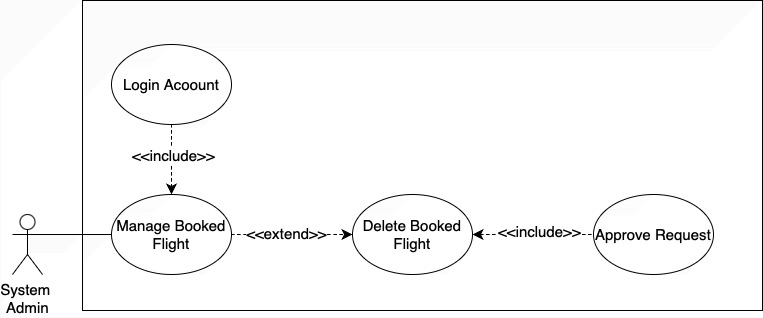 Login Acoount
<<include>>
Manage Booked
Flight
<<extend>>
Delete Booked
Flight
<<include>>
Approve Request
System
Admin